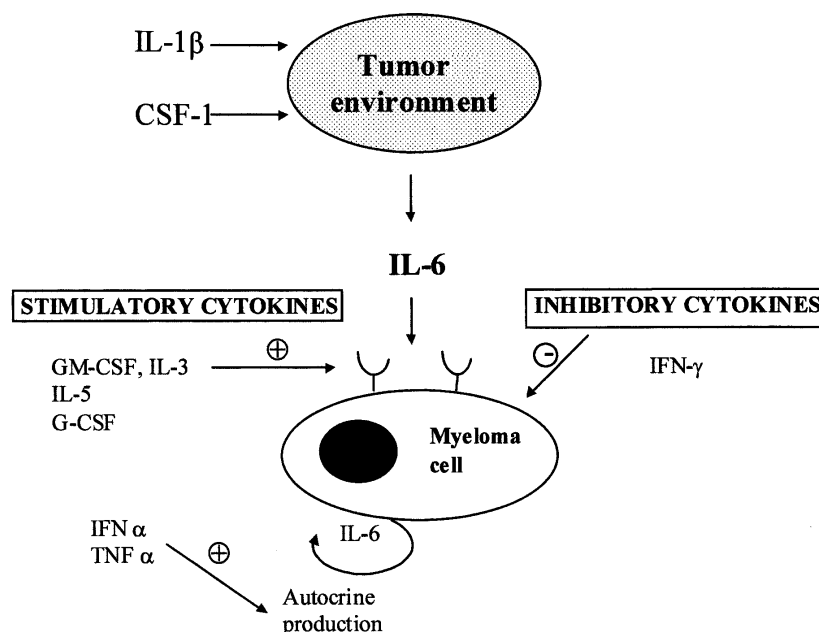 IL-1β
Tumor
environment
CSF-1
IL-6
STIMULATORY CYTOKINES
INHIBITORY CYTOKINES
+
-
GM-CSF, IL-3
IL-5
G-CSF
IFN-γ
Myeloma
cell
IL-6
IFN α
TNF α
+
Autocrine
production